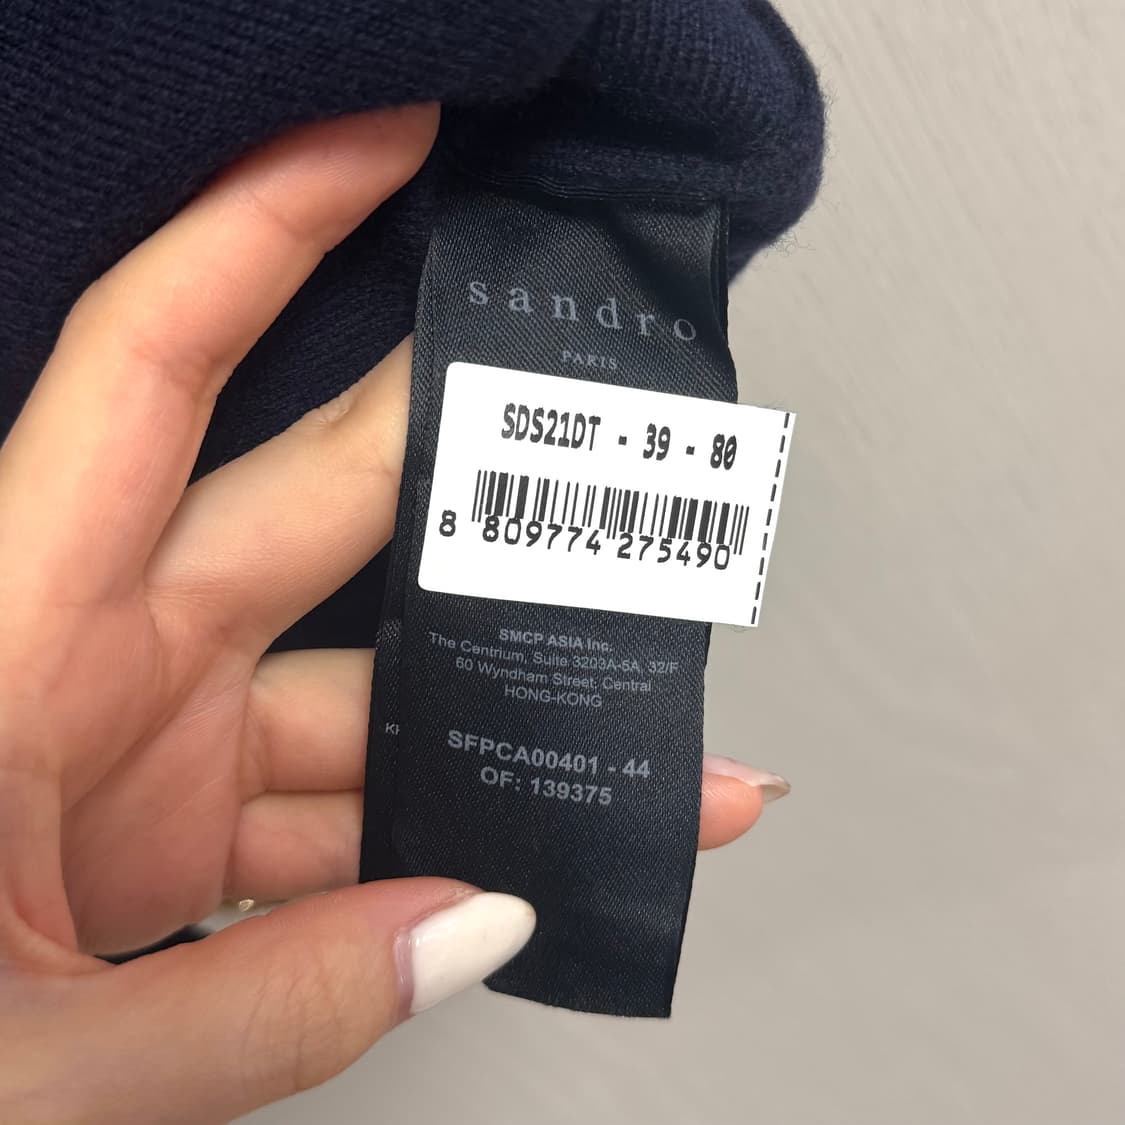 sandro
PARIS
SDS21DT - 39 - 80
8 809774 275490
SMCP ASIA Inc.
The Centrium, Suite 3203A-5A, 32/F
60 Wyndham Street, Central
HONG-KONG
SFPCA00401 - 44
OF: 139375